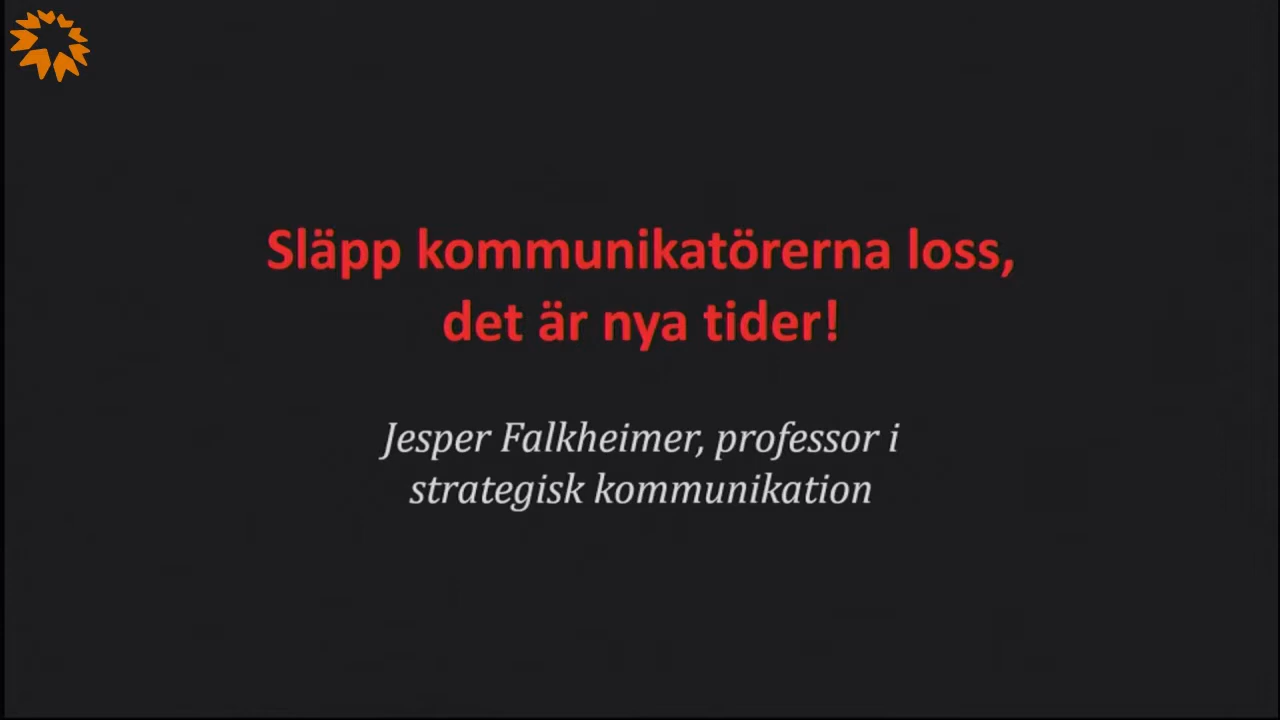 Släpp kommunikatörerna loss,
det är nya tider!
Jesper Falkheimer, professor i
strategisk kommunikation